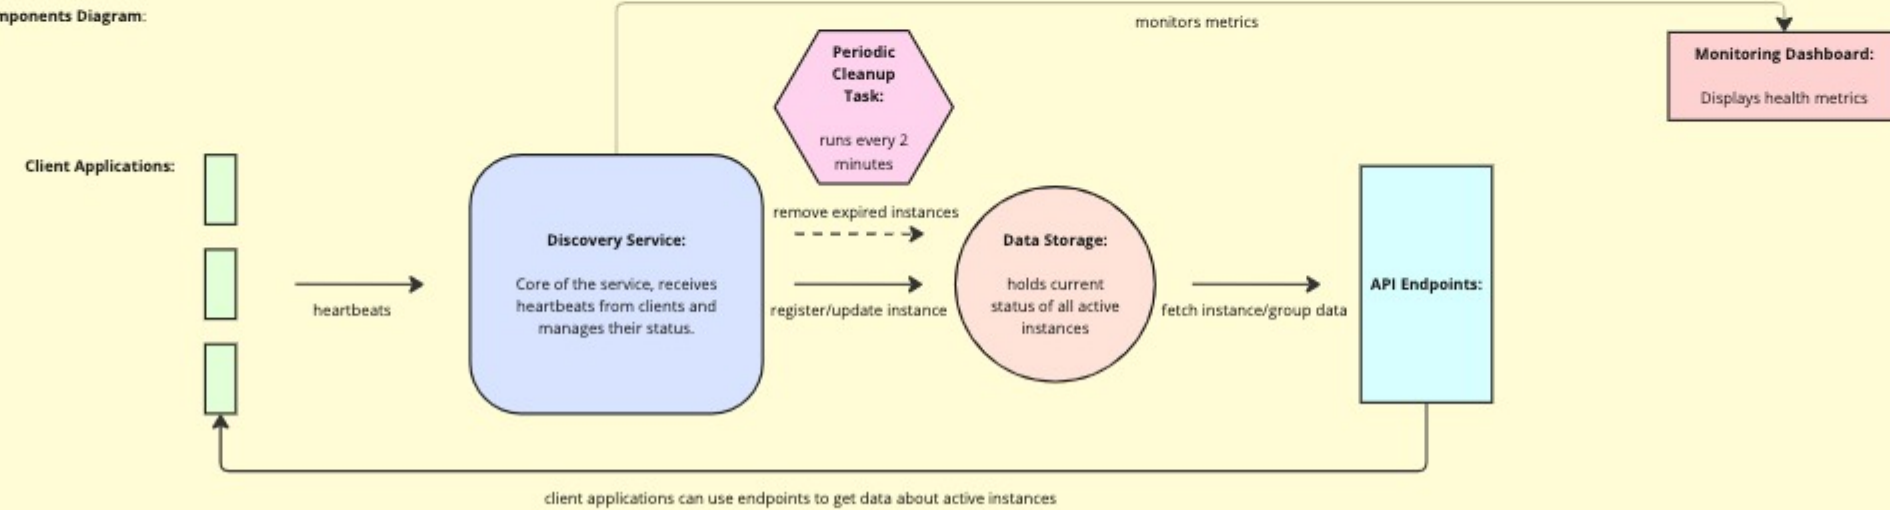 mponents Diagram:
monitors metrics
Periodic
Cleanup
Task:
runs every 2
minutes
Monitoring Dashboard:
Displays health metrics
Client Applications:
remove expired instances
Discovery Service:
Core of the service, receives
heartbeats from clients and
manages their status.
Data Storage:
holds current
status of all active
instances
API Endpoints:
heartbeats
register/update instance
fetch instance/group data
client applications can use endpoints to get data about active instances